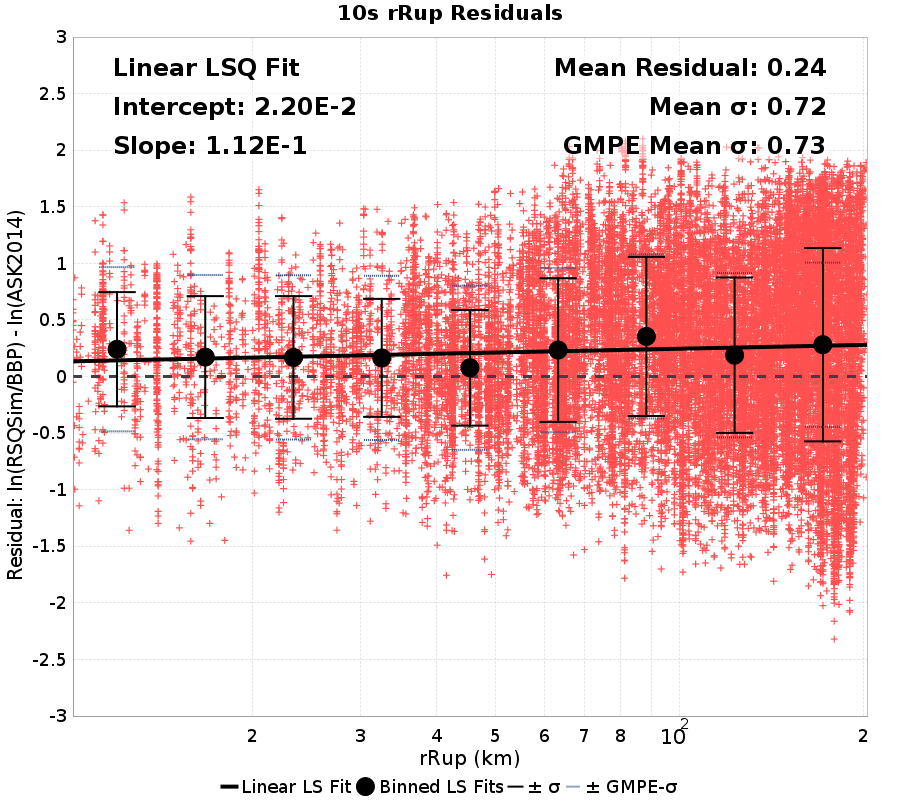 10s rRup Residuals
Linear LSQ Fit
Intercept: 2.20E-2
Slope: 1.12E-1
Mean Residual: 0.24
Mean σ: 0.72
GMPE Mean σ: 0.73
Residual: ln(RSQSim/BBP) - ln(ASK2014)
3
2.5
2
1.5
1
0.5
0
-0.5
-1
-1.5
-2
-2.5
-3
2 3 4 5 6 7 8 10² 2
rRup (km)
Linear LS Fit Binned LS Fits ± σ ± GMPE-σ